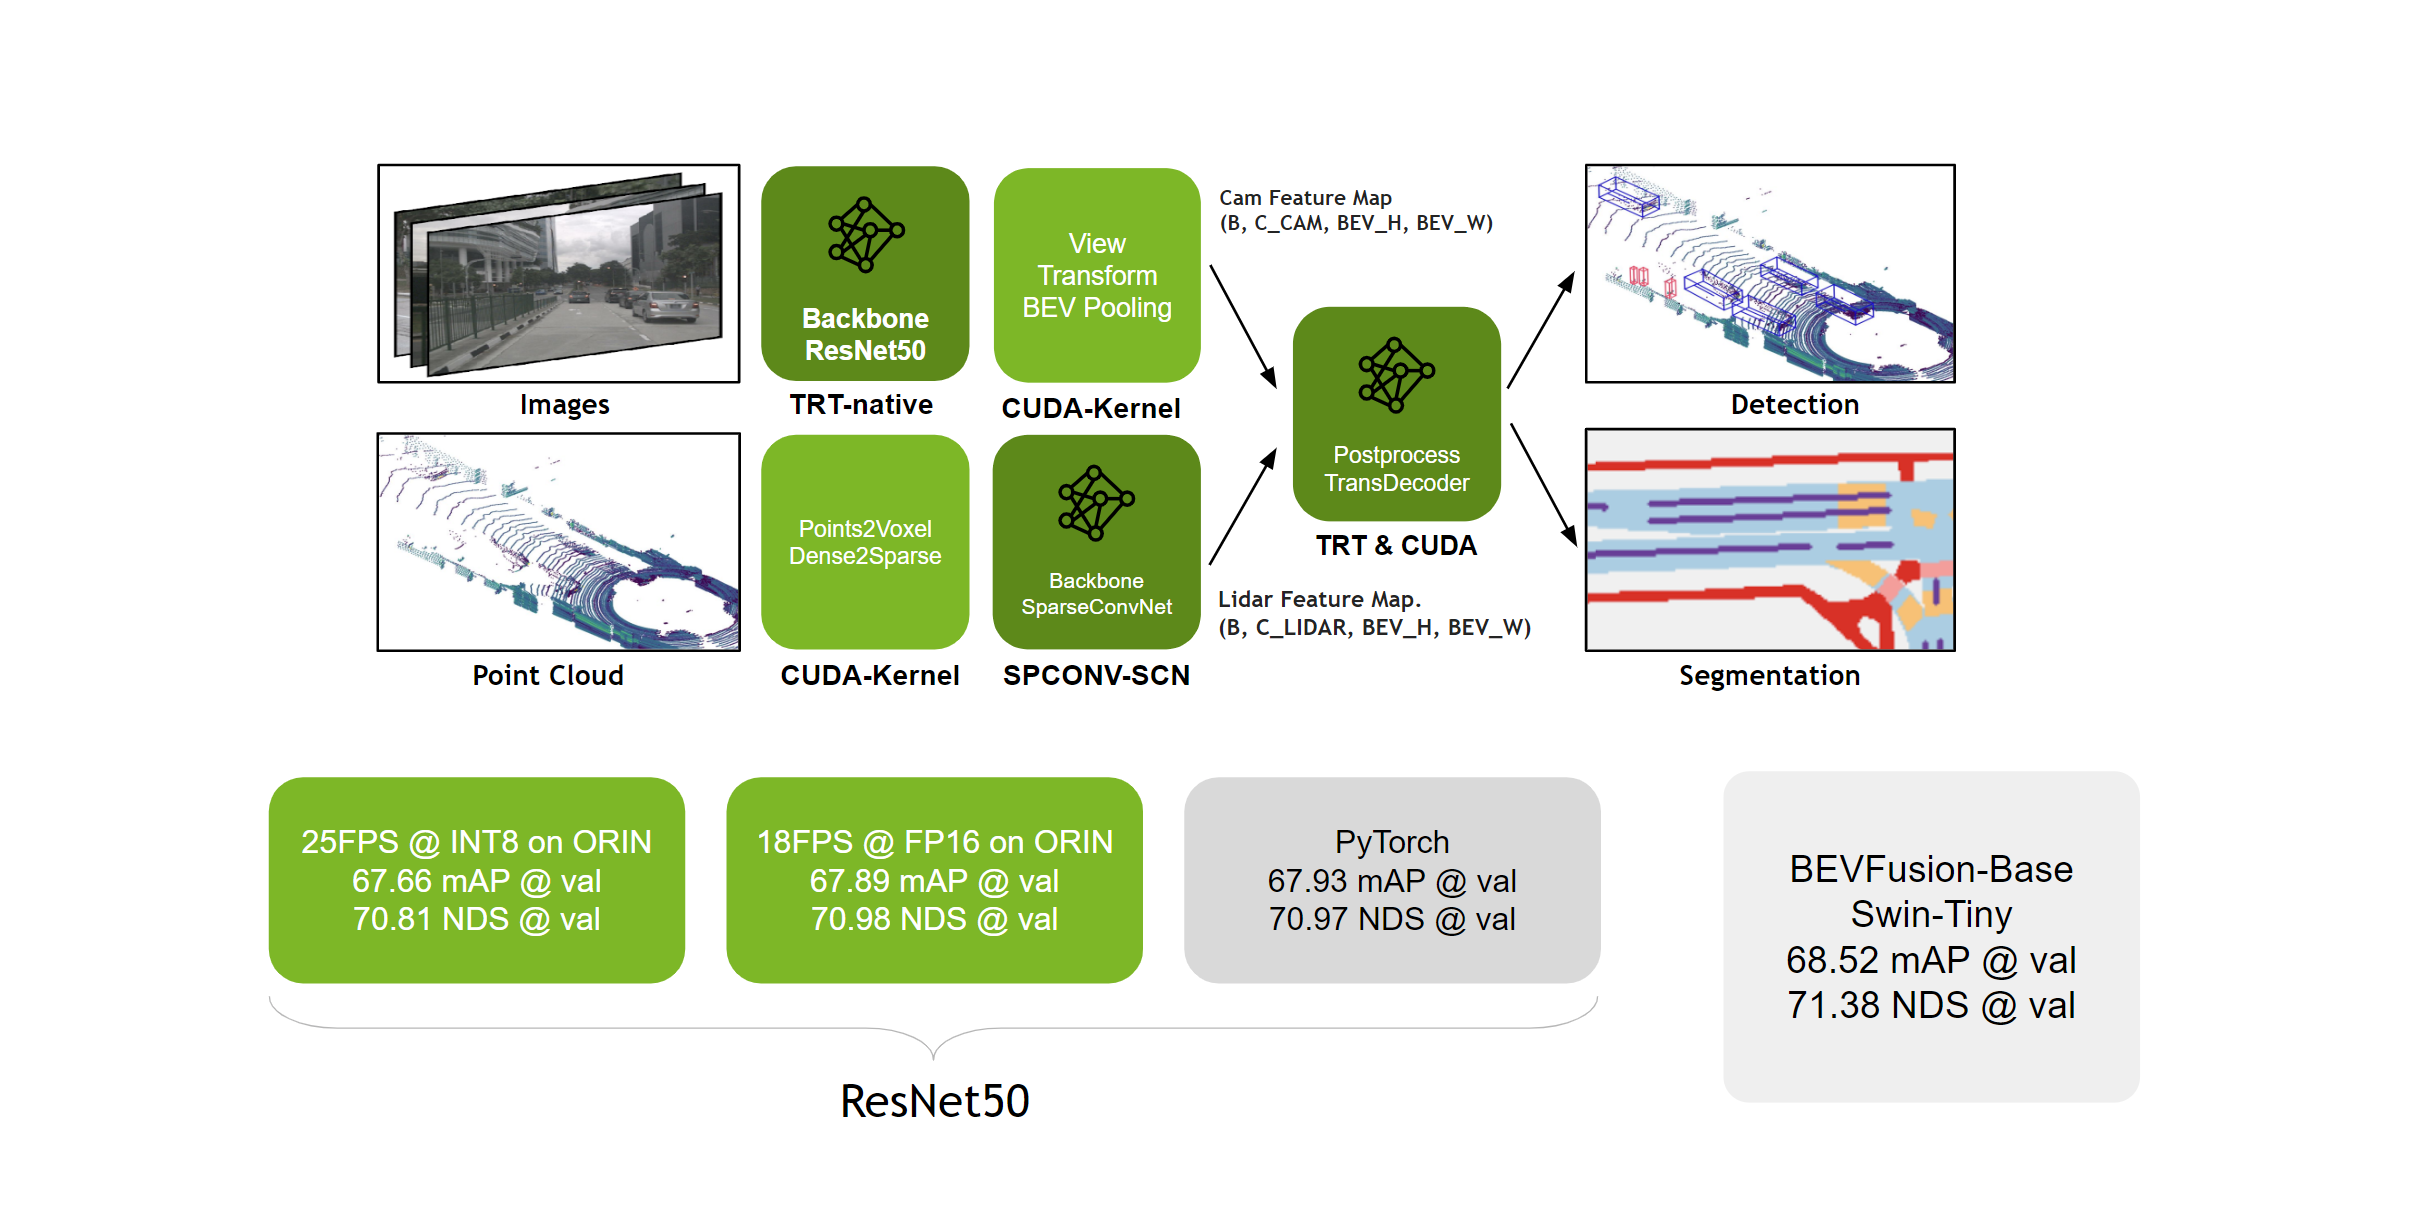 Images
Backbone
ResNet50
TRT-native
View
Transform
BEV Pooling
CUDA-Kernel
Cam Feature Map
(B, C_CAM, BEV_H, BEV_W)
Point Cloud
Points2Voxel
Dense2Sparse
CUDA-Kernel
Backbone
SparseConvNet
SPCONV-SCN
Lidar Feature Map.
(B, C_LIDAR, BEV_H, BEV_W)
Postprocess
TransDecoder
TRT & CUDA
Detection
Segmentation
25FPS @ INT8 on ORIN
67.66 mAP @ val
70.81 NDS @ val
18FPS @ FP16 on ORIN
67.89 mAP @ val
70.98 NDS @ val
PyTorch
67.93 mAP @ val
70.97 NDS @ val
ResNet50
BEVFusion-Base
Swin-Tiny
68.52 mAP @ val
71.38 NDS @ val